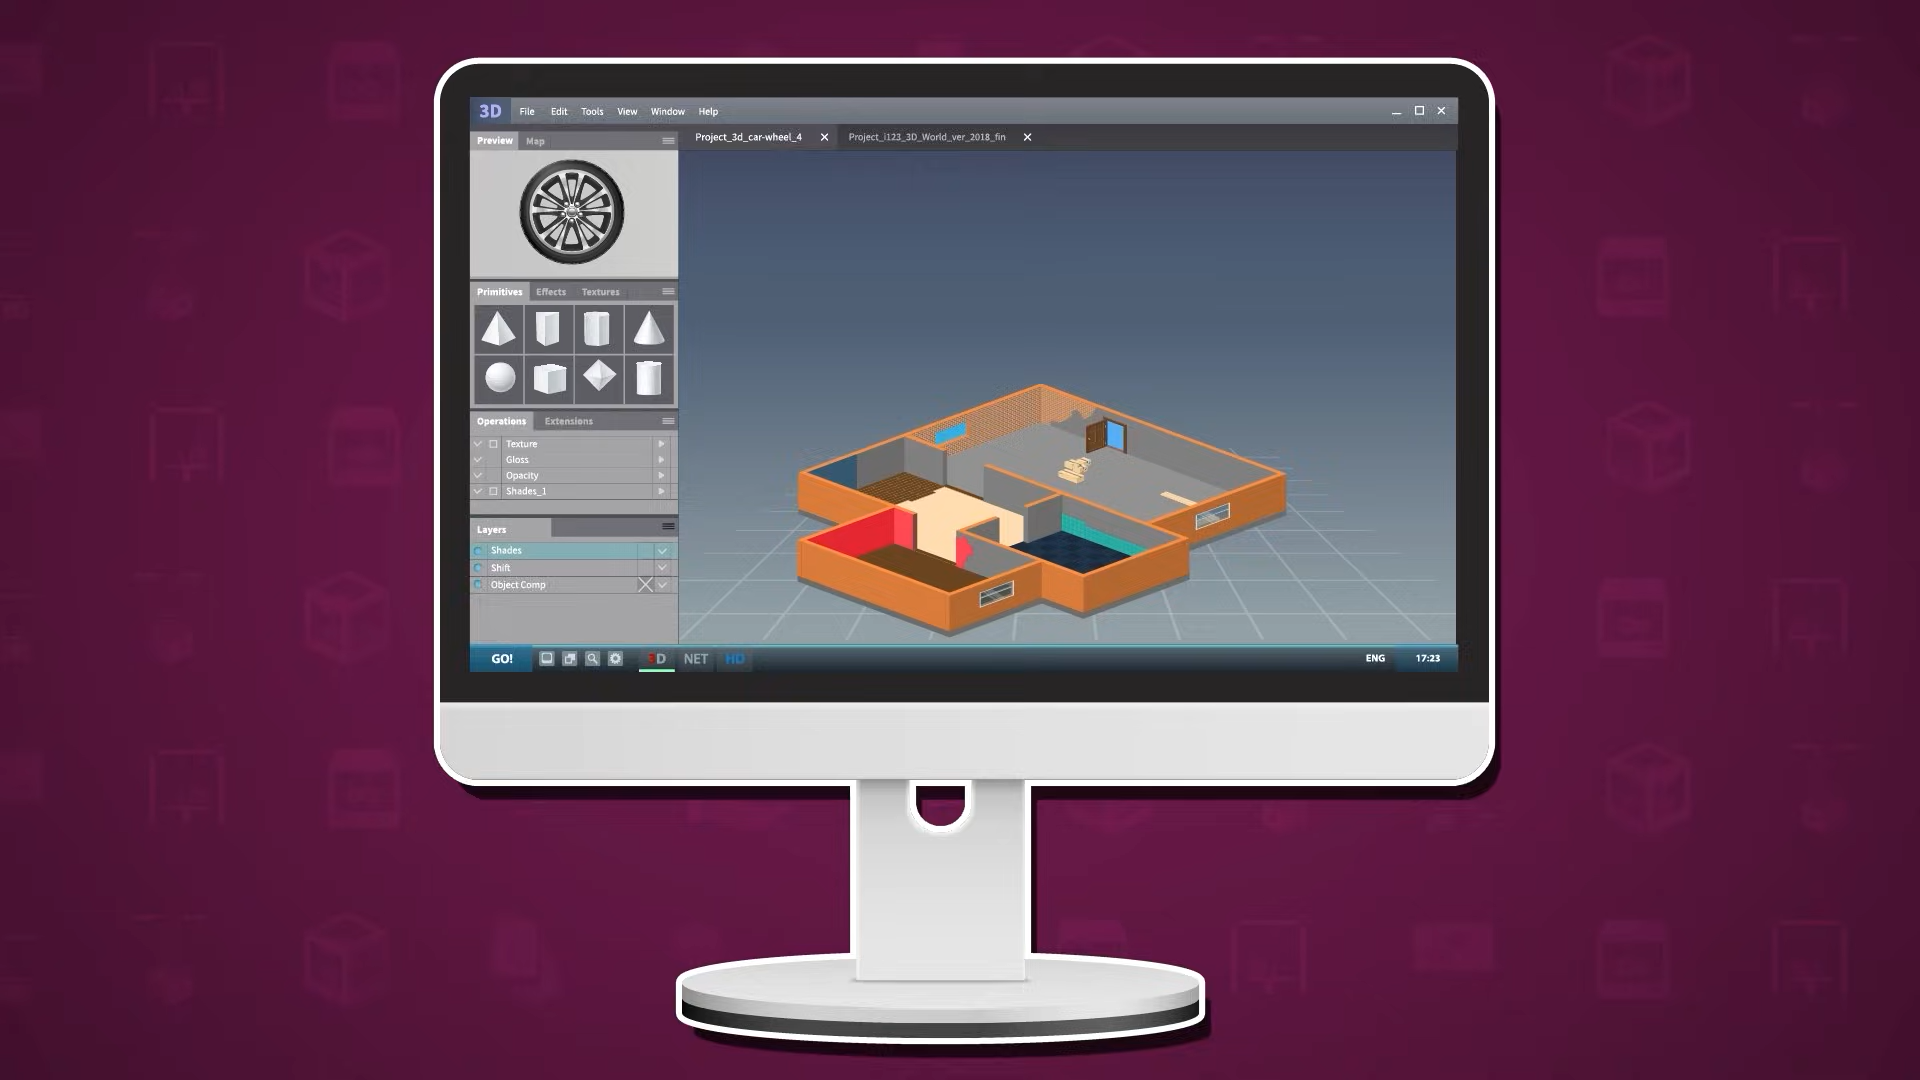 3D File Edit Tools View Window Help
Preview Map
Project_3d_car-wheel_4 Project_i123_3D_World_ver_2018_fin
Primitives Effects Textures
Operations Extensions
Texture
Gloss
Opacity
Shades_1
Layers
Shades
Shift
Object Comp
GO! 3D NET HD ENG 17:23